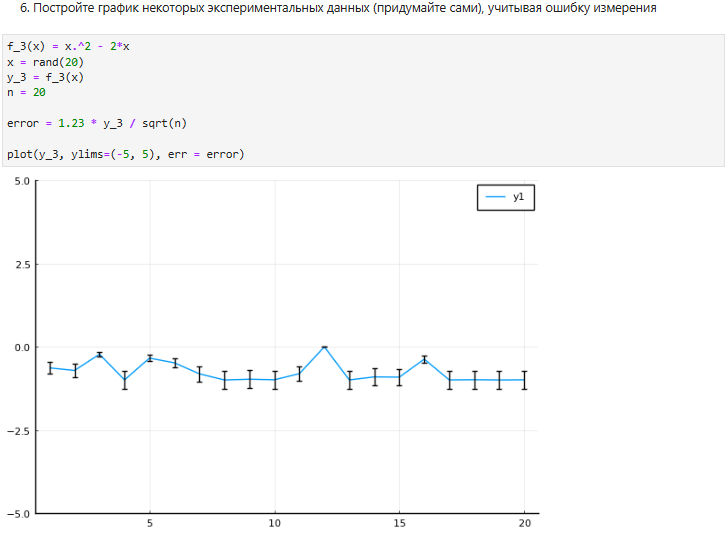 6. Постройте график некоторых экспериментальных данных (придумайте сами), учитывая ошибку измерения
f_3(x) = x.^2 - 2*x
x = rand(20)
y_3 = f_3(x)
n = 20
error = 1.23 * y_3 / sqrt(n)
plot(y_3, ylims=(-5, 5), err = error)
5.0
y1
2.5
0.0
−2.5
−5.0
5 10 15 20